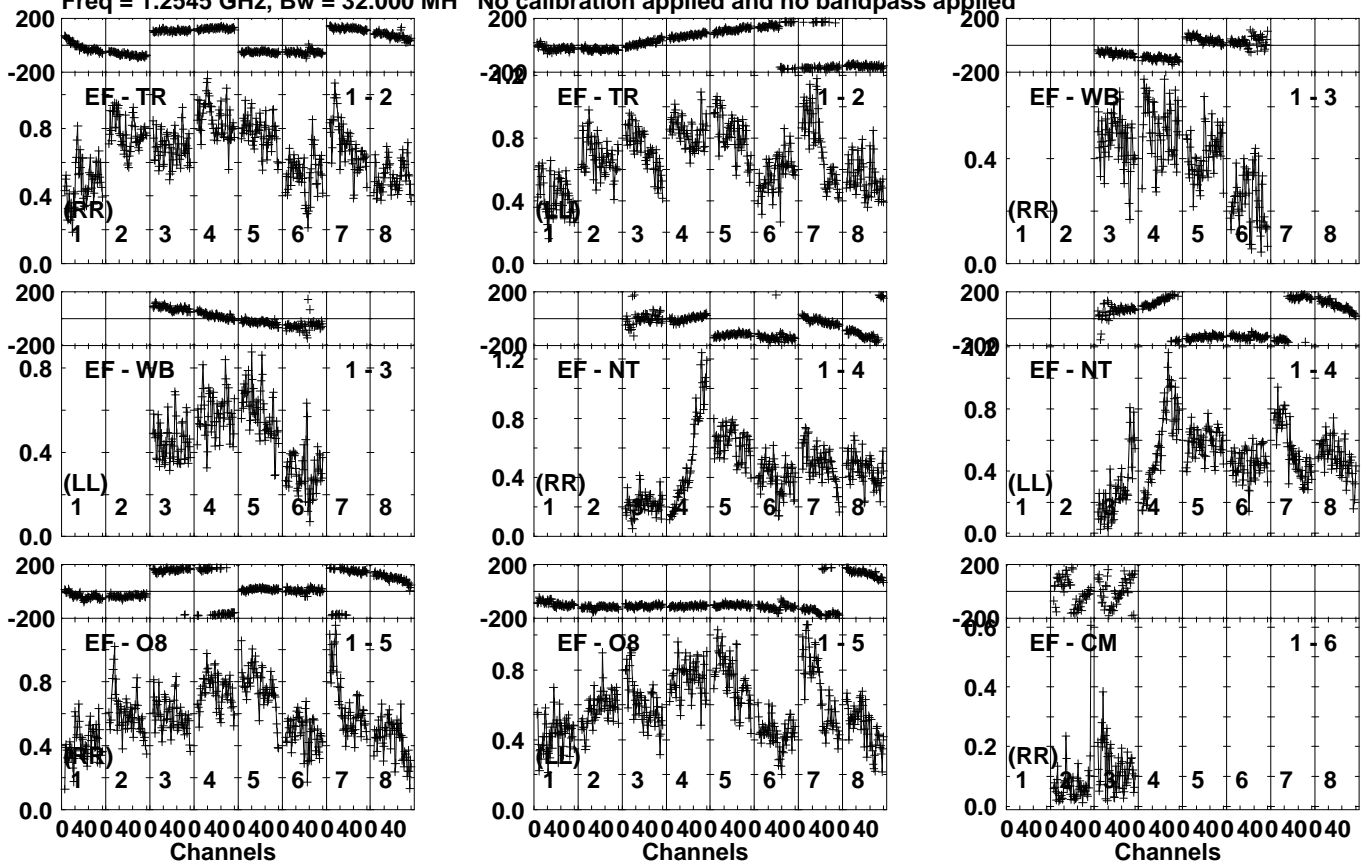 Freq = 1.2545 GHz, Bw = 32.000 MH No calibration applied and no bandpass applied
200 200 200
-200 -200 -200
1.2
EF - TR 1 - 2 EF - TR 1 - 2 EF - WB 1 - 3
0.8 0.8
0.4
0.4 0.4
(RR) (LL) (RR)
1 2 3 4 5 6 7 8 1 2 3 4 5 6 7 8 1 2 3 4 5 6 7 8
0.0 0.0 0.0
200 200 200
-200 -200 -200
1.2 1.2
EF - WB 1 - 3 EF - NT 1 - 4 EF - NT 1 - 4
0.8 0.8 0.8
0.4 0.4 0.4
(LL) (RR) (LL)
1 2 3 4 5 6 7 8 1 2 3 4 5 6 7 8 1 2 3 4 5 6 7 8
0.0 0.0 0.0
200 200 200
-200 -200 -200
0.6
EF - O8 1 - 5 EF - O8 1 - 5 EF - CM 1 - 6
0.8 0.8 0.4
0.4 0.4 0.2
(RR) (LL) (RR)
1 2 3 4 5 6 7 8 1 2 3 4 5 6 7 8 1 2 3 4 5 6 7 8
0.0 0.0 0.0
0 40 0 40 0 40 0 40 0 40 0 40 0 40 0 40 0 40 0 40 0 40 0 40 0 40 0 40 0 40 0 40 0 40 0 40 0 40 0 40 0 40 0 40 0 40 0 40
Channels Channels Channels